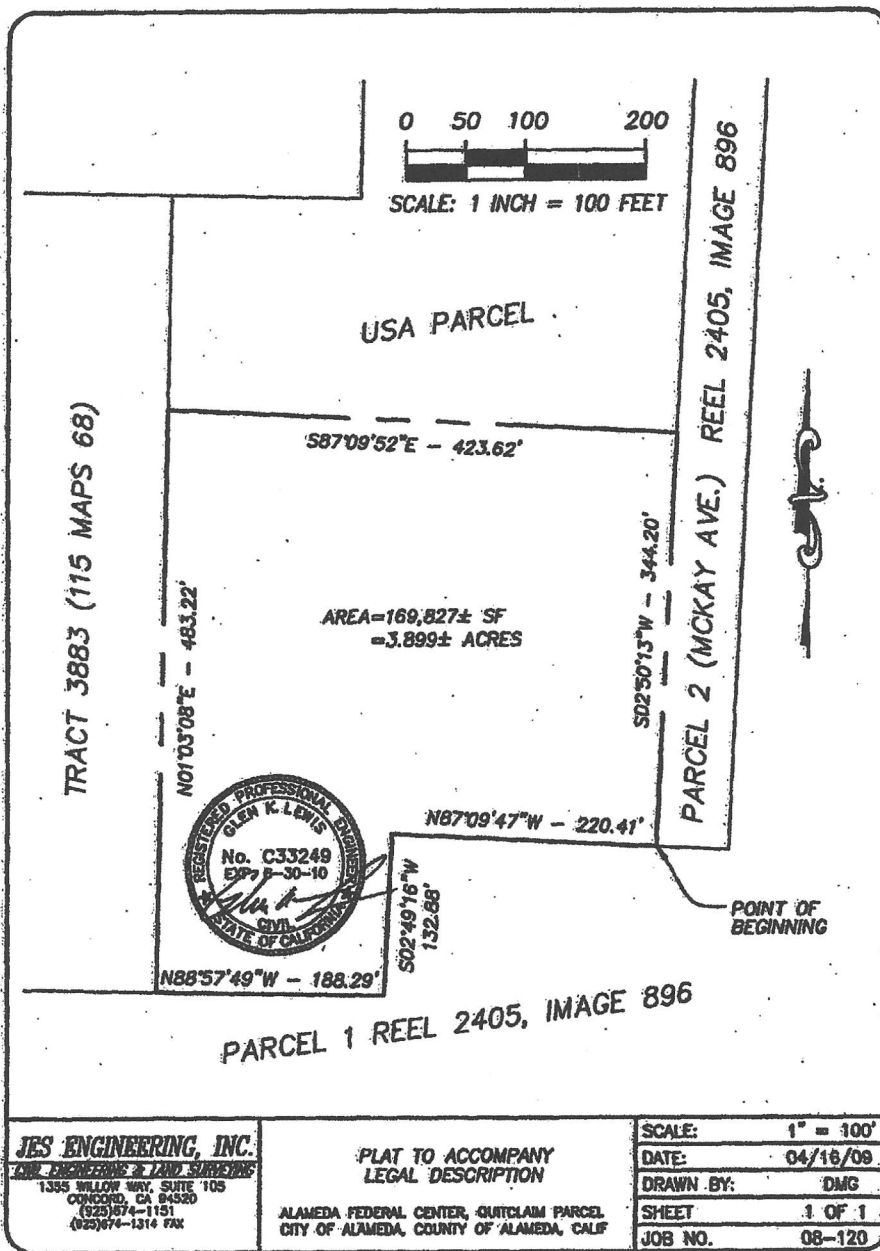 0 50 100 200
SCALE: 1 INCH = 100 FEET
USA PARCEL
PARCEL 2 (MCKAY AVE.) REEL 2405, IMAGE 896
TRACT 3883 (115 MAPS 68)
S87°09'52"E - 423.62'
N01°03'08"E - 483.22'
AREA=169,827± SF
=3.899± ACRES
S02°50'13"W - 344.20'
N87°09'47"W - 220.41'
REGISTERED PROFESSIONAL ENGINEER
GLEN K. LEWIS
No. C33249
CIVIL
STATE OF CALIFORNIA
S02°49'16"W
132.88'
POINT OF
BEGINNING
N88°57'49"W - 188.29'
PARCEL 1 REEL 2405, IMAGE 896
JES ENGINEERING, INC.
CIVIL ENGINEERING & LAND SURVEYING
1355 WILLOW WAY, SUITE 105
CONCORD, CA 94520
(925)674-1151
(925)674-1314 FAX
PLAT TO ACCOMPANY
LEGAL DESCRIPTION
ALAMEDA FEDERAL CENTER, QUITCLAIM PARCEL
CITY OF ALAMEDA, COUNTY OF ALAMEDA, CALIF
SCALE: 1" = 100'
DATE: 04/16/09
DRAWN BY: DMG
SHEET 1 OF 1
JOB NO. 08-120